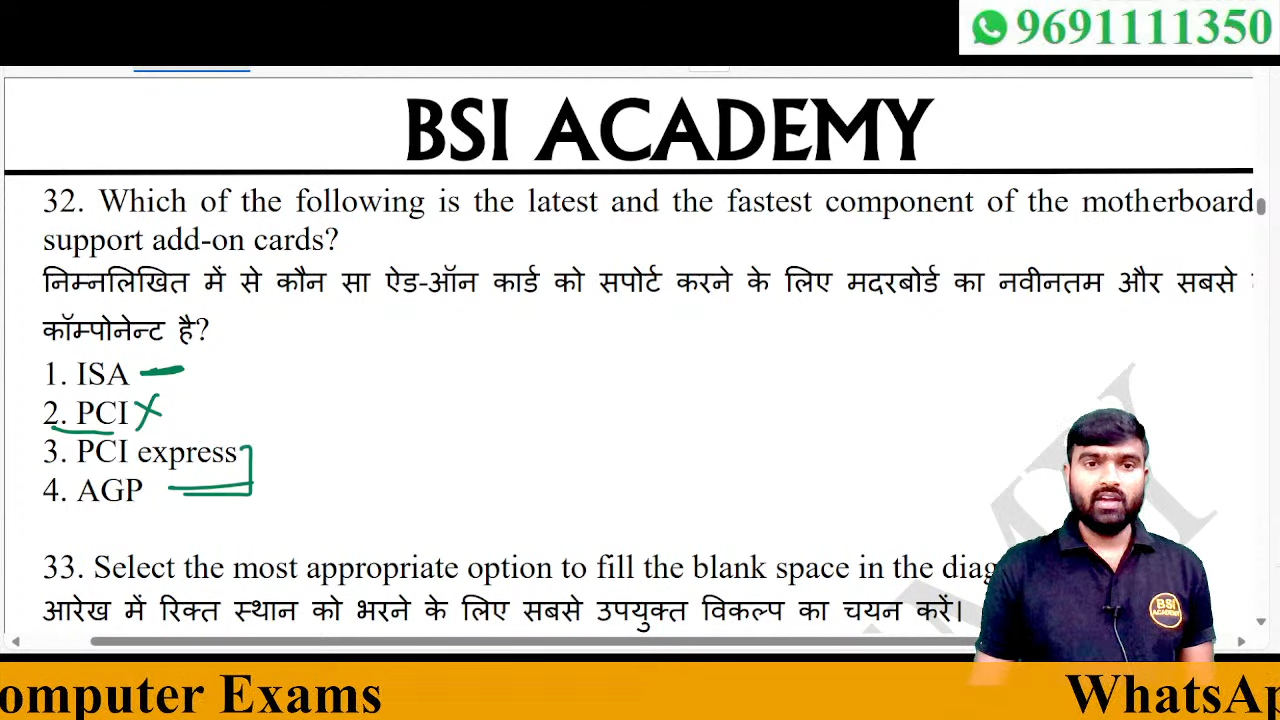 9691111350
BSI ACADEMY
32. Which of the following is the latest and the fastest component of the motherboard
support add-on cards?
निम्नलिखित में से कौन सा ऐड-ऑन कार्ड को सपोर्ट करने के लिए मदरबोर्ड का नवीनतम और सबसे
कॉम्पोनेन्ट है?
1. ISA
2. PCI
3. PCI express
4. AGP
33. Select the most appropriate option to fill the blank space in the diag
आरेख में रिक्त स्थान को भरने के लिए सबसे उपयुक्त विकल्प का चयन करें।
BSI
ACADEMY
omputer Exams
WhatsAp